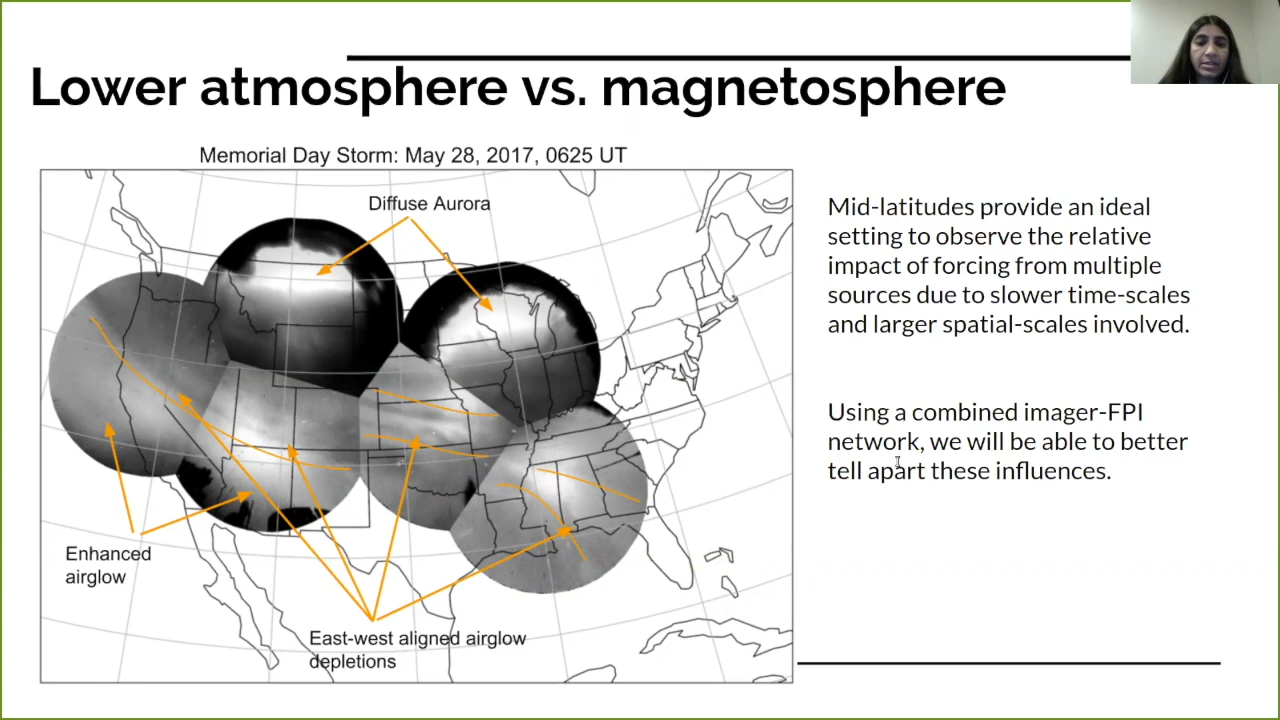 Lower atmosphere vs. magnetosphere
Memorial Day Storm: May 28, 2017, 0625 UT
Diffuse Aurora
Enhanced
airglow
East-west aligned airglow
depletions
Mid-latitudes provide an ideal
setting to observe the relative
impact of forcing from multiple
sources due to slower time-scales
and larger spatial-scales involved.
Using a combined imager-FPI
network, we will be able to better
tell apart these influences.